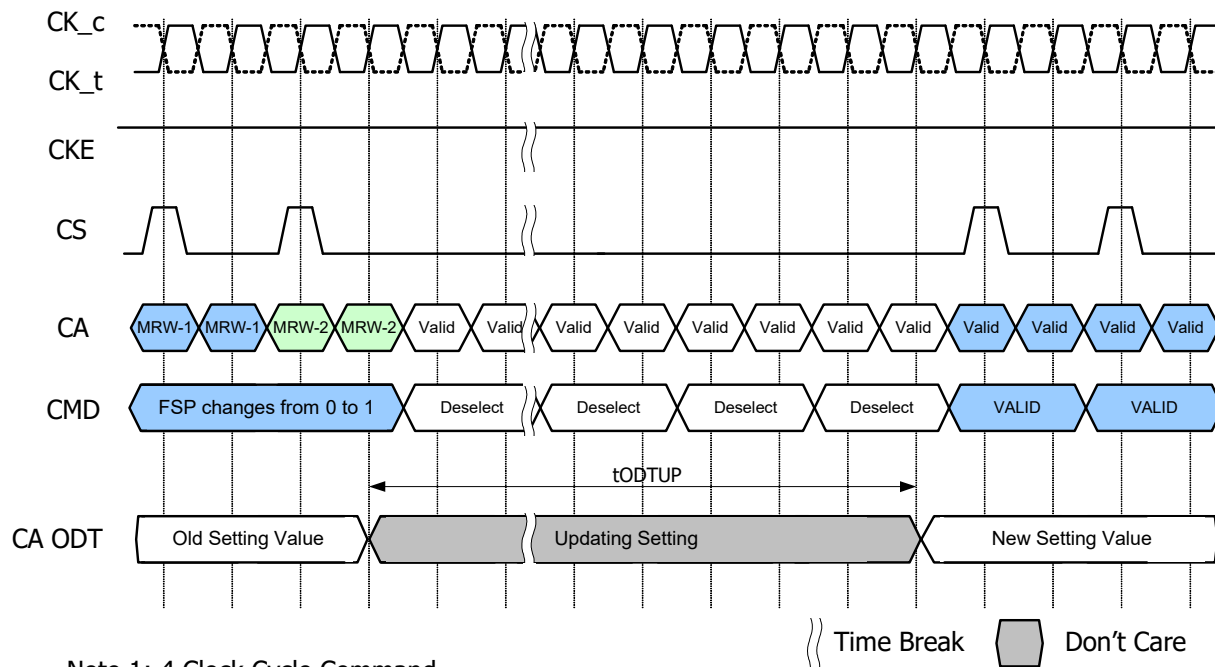 CK_c
CK_t
CKE
CS
CA MRW-1 MRW-1 MRW-2 MRW-2 Valid Valid Valid Valid Valid Valid Valid Valid Valid Valid Valid Valid
CMD FSP changes from 0 to 1 Deselect Deselect Deselect Deselect VALID VALID
tODTUP
CA ODT Old Setting Value Updating Setting New Setting Value
Time Break Don't Care
Note 1: 4 Clock Cycle Command